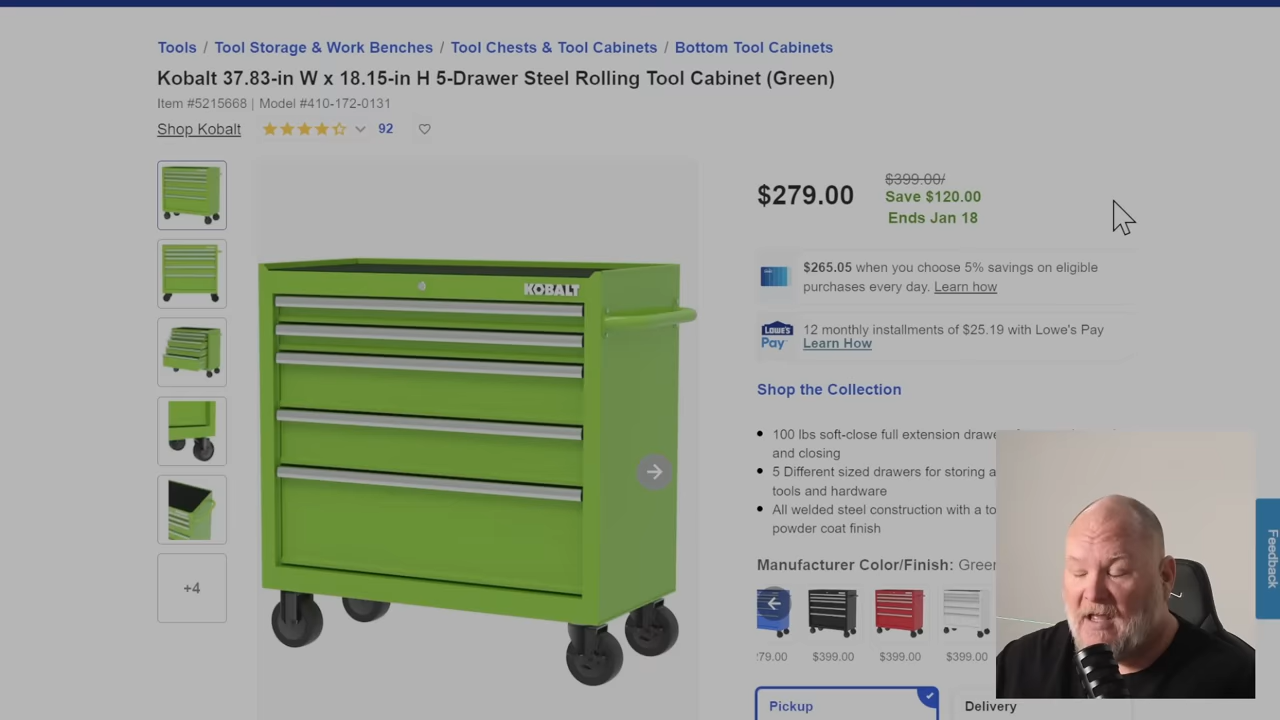 Tools / Tool Storage & Work Benches / Tool Chests & Tool Cabinets / Bottom Tool Cabinets
Kobalt 37.83-in W x 18.15-in H 5-Drawer Steel Rolling Tool Cabinet (Green)
Item #5215668 | Model #410-172-0131
Shop Kobalt
92
KOBALT
+4
$279.00
$399.00/
Save $120.00
Ends Jan 18
$265.05 when you choose 5% savings on eligible
purchases every day. Learn how
LOWE'S
Pay
12 monthly installments of $25.19 with Lowe's Pay
Learn How
Shop the Collection
100 lbs soft-close full extension
and closing
5 Different sized drawers for storing
tools and hardware
All welded steel construction with a
powder coat finish
Manufacturer Color/Finish:
79.00
$399.00
$399.00
$399.00
Pickup
Delivery
Feedback